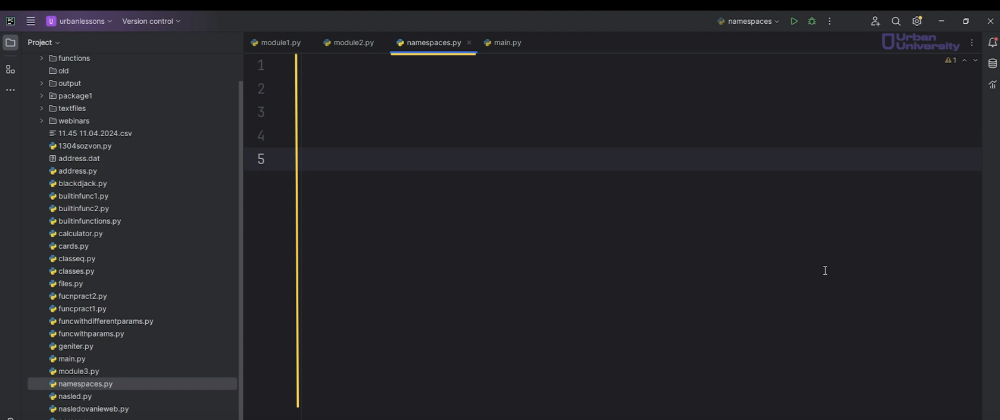 PC
U urbanlessons
Version control
namespaces
Project
module1.py
module2.py
namespaces.py
main.py
Urban
University
1
1
2
3
4
5
functions
old
output
package1
textfiles
webinars
11.45 11.04.2024.csv
1304sozvon.py
address.dat
address.py
blackdjack.py
builtinfunc1.py
builtinfunc2.py
builtinfunctions.py
calculator.py
cards.py
classeq.py
classes.py
files.py
fucnpract2.py
funcpract1.py
funcwithdifferentparams.py
funcwithparams.py
geniter.py
main.py
module3.py
namespaces.py
nasled.py
nasledovanieweb.py